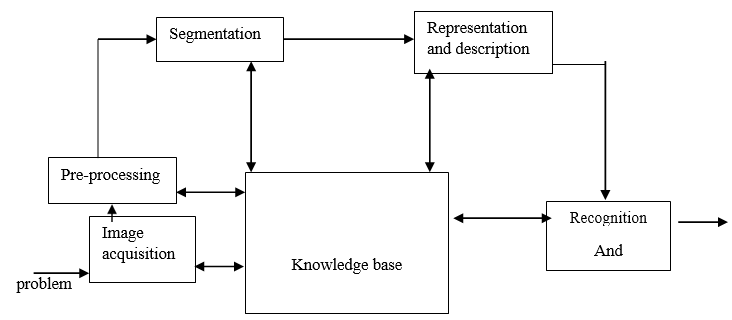 Segmentation
Representation
and description
Pre-processing
Image
acquisition
problem
Knowledge base
Recognition
And